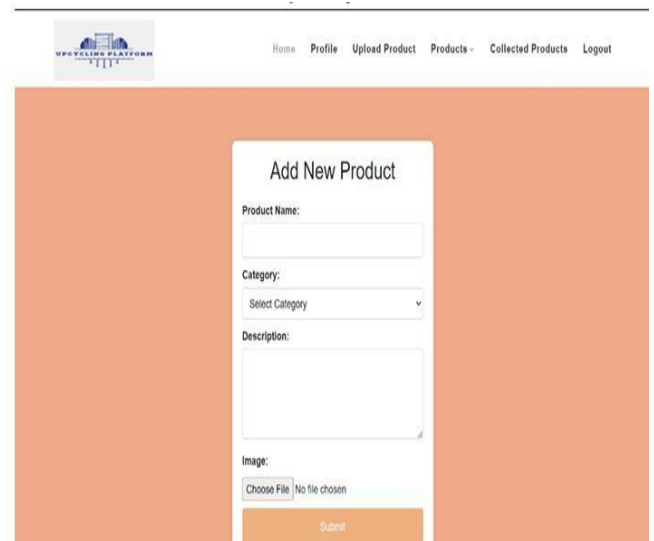 UPCYCLING PLATFORM
Home Profile Upload Product Products Collected Products Logout
Add New Product
Product Name:
Category:
Select Category
Description:
Image:
Choose File No file chosen
Submit